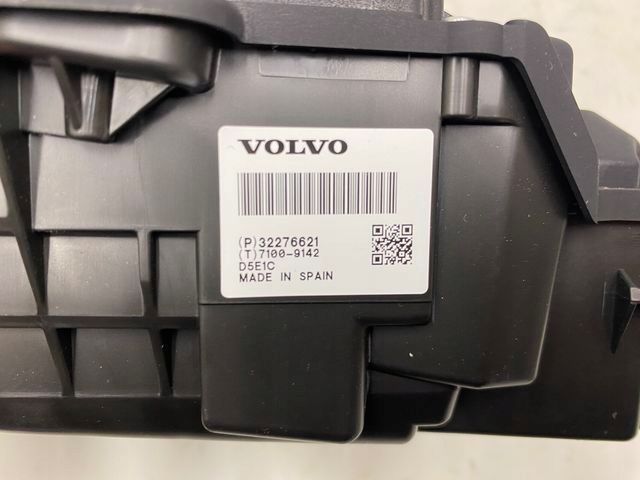 VOLVO
(P)32276621
(T)7100-9142
D5E1C
MADE IN SPAIN